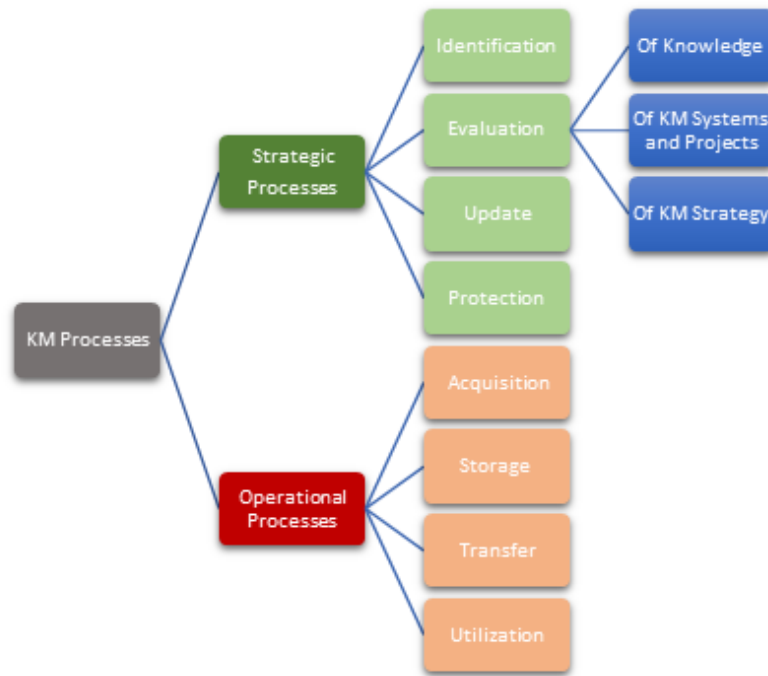 KM Processes
Strategic
Processes
Identification
Evaluation
Of Knowledge
Of KM Systems
and Projects
Of KM Strategy
Update
Protection
Operational
Processes
Acquisition
Storage
Transfer
Utilization